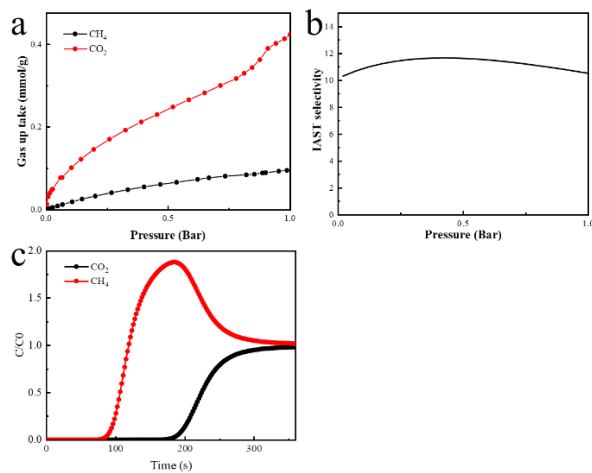 a
CH4
CO2
Gas up take (mmol/g)
0.4
0.2
0.0
0.0
0.5
1.0
Pressure (Bar)
b
IAST selectivity
14
12
10
8
6
4
2
0
0.0
0.5
1.0
Pressure (Bar)
c
CO2
CH4
C/C0
2.0
1.5
1.0
0.5
0.0
0
100
200
300
Time (s)